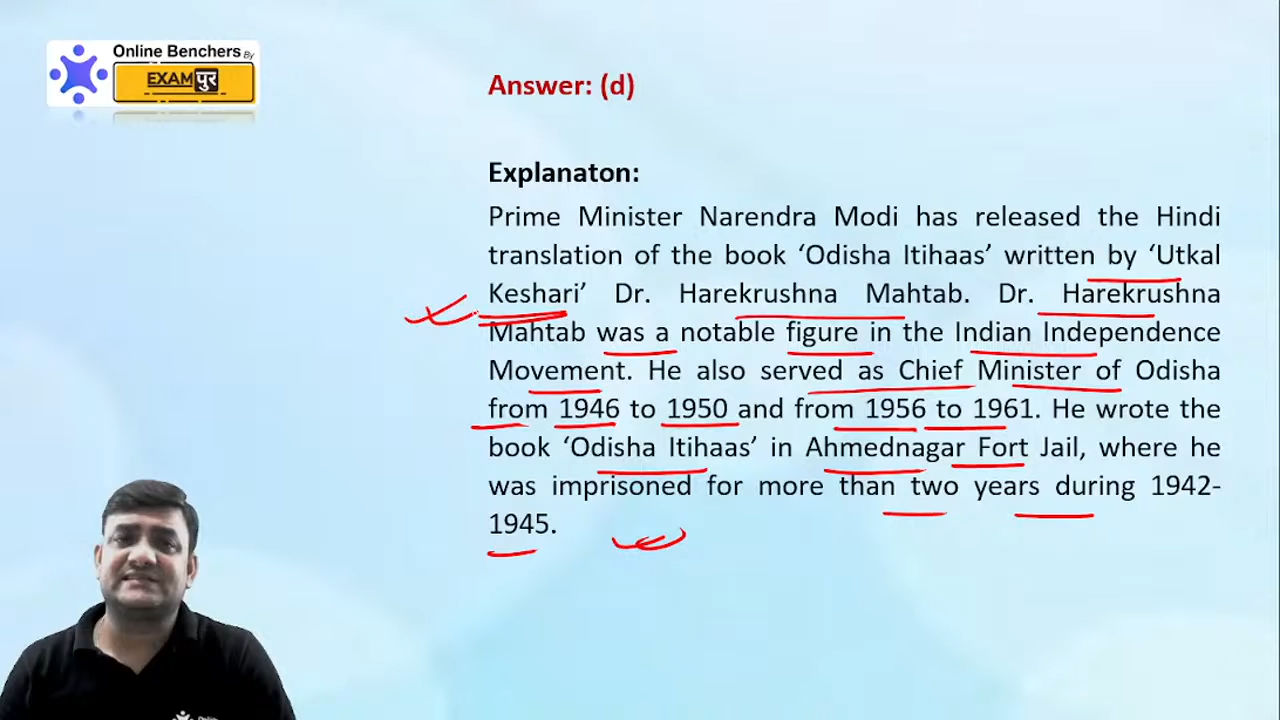 Online Benchers By
EXAMपुर
Answer: (d)
Explanaton:
Prime Minister Narendra Modi has released the Hindi
translation of the book ‘Odisha Itihaas’ written by ‘Utkal
Keshari’ Dr. Harekrushna Mahtab. Dr. Harekrushna
Mahtab was a notable figure in the Indian Independence
Movement. He also served as Chief Minister of Odisha
from 1946 to 1950 and from 1956 to 1961. He wrote the
book ‘Odisha Itihaas’ in Ahmednagar Fort Jail, where he
was imprisoned for more than two years during 1942-
1945.